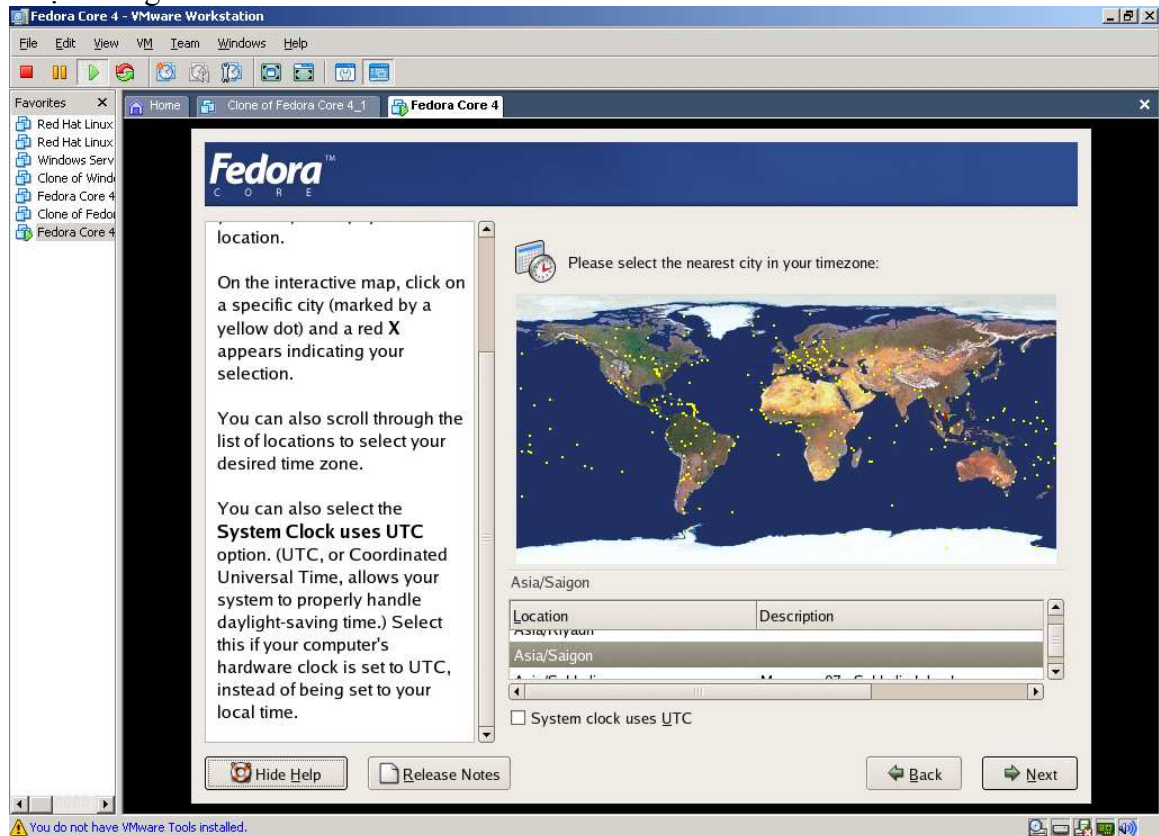 Fedora Core 4 - VMware Workstation
File Edit View VM Team Windows Help
Favorites X
Home Clone of Fedora Core 4_1 Fedora Core 4
Red Hat Linux
Red Hat Linux
Windows Serv
Clone of Wind
Fedora Core 4
Clone of Fedo
Fedora Core 4
Fedora™
CORE
location.
On the interactive map, click on
a specific city (marked by a
yellow dot) and a red X
appears indicating your
selection.
You can also scroll through the
list of locations to select your
desired time zone.
You can also select the
System Clock uses UTC
option. (UTC, or Coordinated
Universal Time, allows your
system to properly handle
daylight-saving time.) Select
this if your computer's
hardware clock is set to UTC,
instead of being set to your
local time.
Please select the nearest city in your timezone:
Asia/Saigon
Location Description
Asia/Riyadh
Asia/Saigon
System clock uses UTC
Hide Help Release Notes Back Next
You do not have VMware Tools installed.